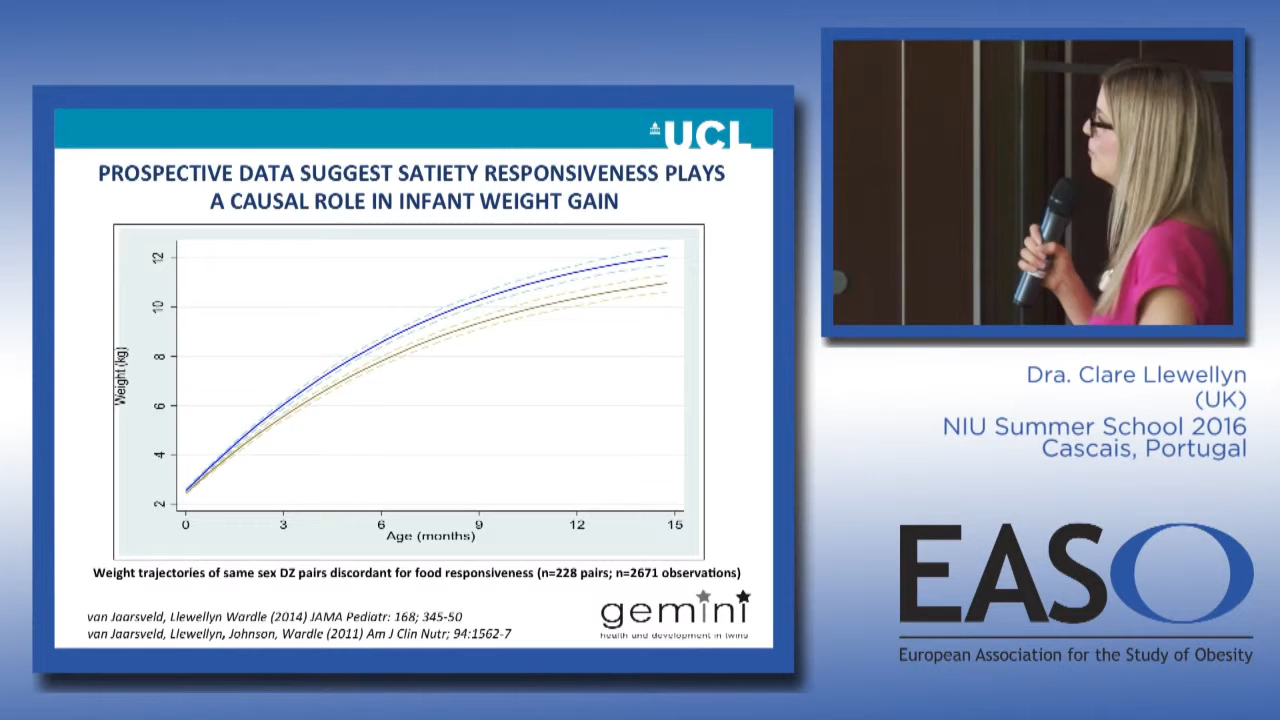 UCL
PROSPECTIVE DATA SUGGEST SATIETY RESPONSIVENESS PLAYS
A CAUSAL ROLE IN INFANT WEIGHT GAIN
Weight (kg)
12
10
8
6
4
2
0 3 6 9 12 15
Age (months)
Weight trajectories of same sex DZ pairs discordant for food responsiveness (n=228 pairs; n=2671 observations)
van Jaarsveld, Llewellyn Wardle (2014) JAMA Pediatr: 168; 345-50
van Jaarsveld, Llewellyn, Johnson, Wardle (2011) Am J Clin Nutr; 94:1562-7
gemini
health and development in twins
Dra. Clare Llewellyn
(UK)
NIU Summer School 2016
Cascais, Portugal
EASO
European Association for the Study of Obesity